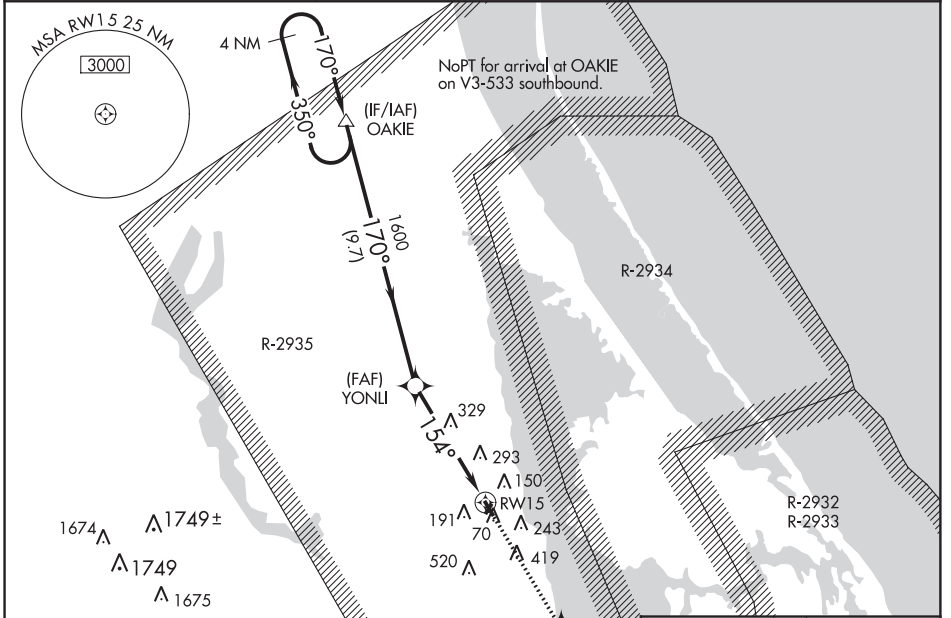 MSA RW15 25 NM
3000
4 NM
170°
350°
NoPT for arrival at OAKIE
on V3-533 southbound.
(IF/IAF)
OAKIE
1600
170°
(9.7)
R-2934
R-2935
(FAF)
YONLI
154°
329
293
150
RW15
191
70
243
419
520
1674
1749±
1749
1675
R-2932
R-2933